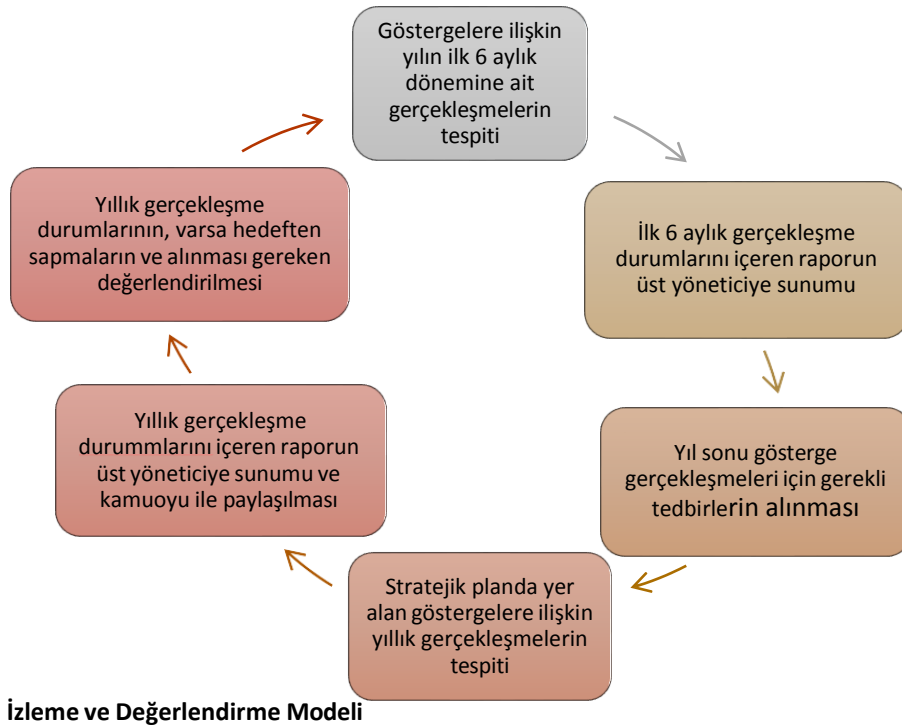 Göstergelere ilişkin
yılın ilk 6 aylık
dönemine ait
gerçekleşmelerin
tespiti
İlk 6 aylık gerçekleşme
durumlarını içeren raporun
üst yöneticiye sunumu
Yıl sonu gösterge
gerçekleşmeleri için gerekli
tedbirlerin alınması
Stratejik planda yer
alan göstergelere ilişkin
yıllık gerçekleşmelerin
tespiti
Yıllık gerçekleşme
durummlarını içeren raporun
üst yöneticiye sunumu ve
kamuoyu ile paylaşılması
Yıllık gerçekleşme
durumlarının, varsa hedeften
sapmaların ve alınması gereken
değerlendirilmesi
İzleme ve Değerlendirme Modeli